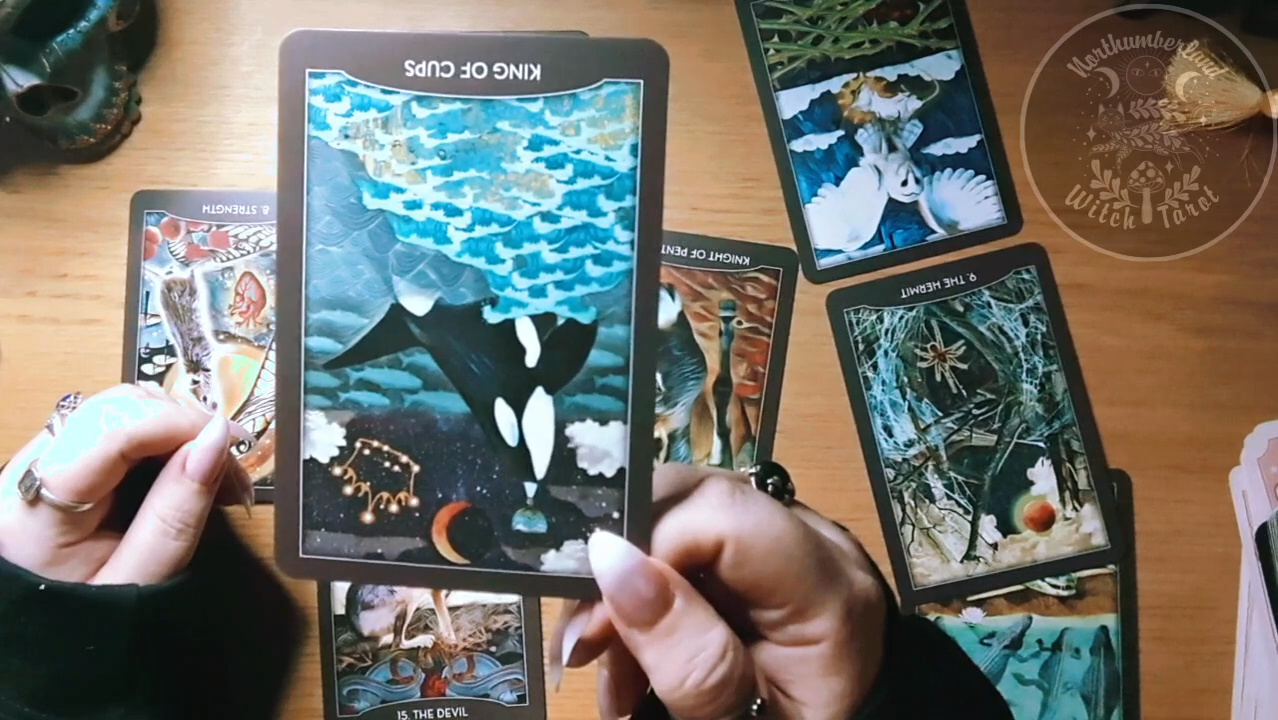 KING OF CUPS
8. STRENGTH
KNIGHT OF PENT
9. THE HERMIT
15. THE DEVIL
Northumberland
Witch Tarot